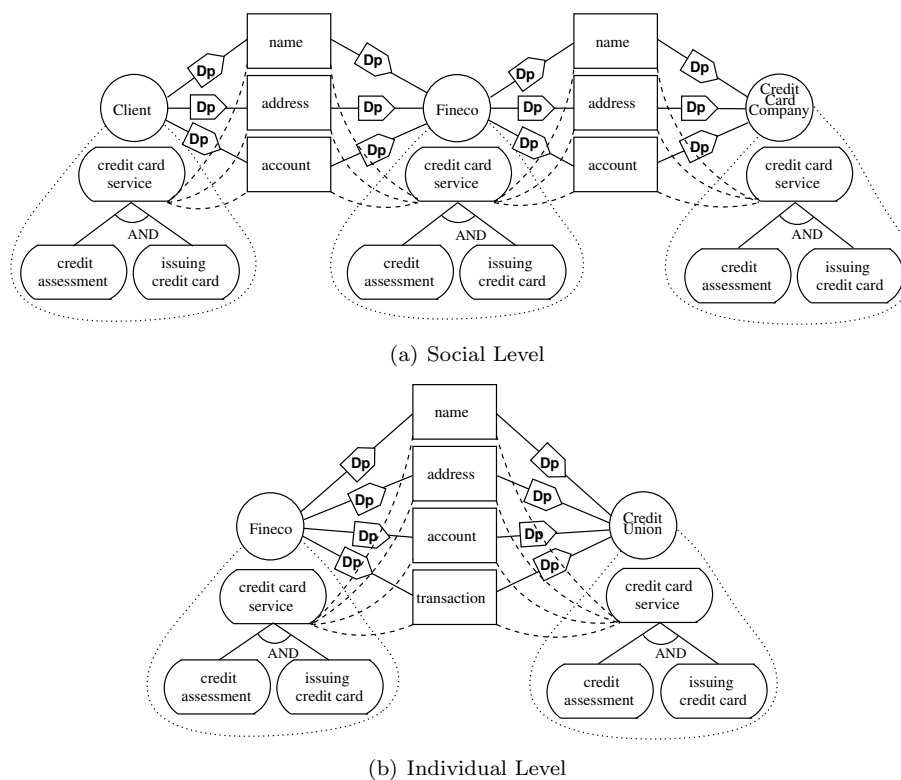 name
name
Dp
Dp
Dp
Dp
Client
Dp
address
Dp
Fineco
Dp
address
Dp
Credit
Card
Company
Dp
account
Dp
Dp
account
Dp
credit card
service
credit card
service
credit card
service
AND
AND
AND
credit
assessment
issuing
credit card
credit
assessment
issuing
credit card
credit
assessment
issuing
credit card
(a) Social Level
name
Dp
Dp
address
Dp
Dp
Fineco
Dp
account
Dp
Credit
Union
Dp
transaction
Dp
credit card
service
credit card
service
AND
AND
credit
assessment
issuing
credit card
credit
assessment
issuing
credit card
(b) Individual Level